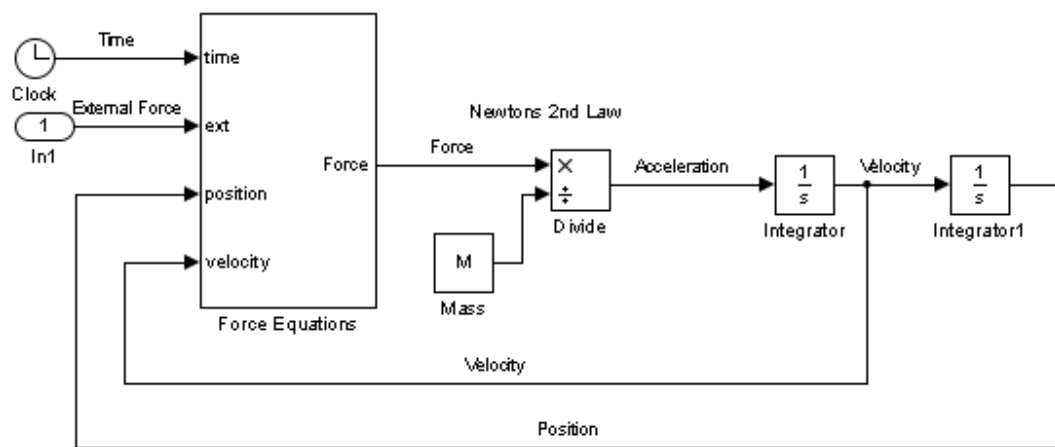 Time
time
Clock
External Force
1
ext
In1
Newtons 2nd Law
Force
Force
×
÷
Divide
Acceleration
1
s
Integrator
Velocity
1
s
Integrator1
position
velocity
M
Mass
Force Equations
Velocity
Position